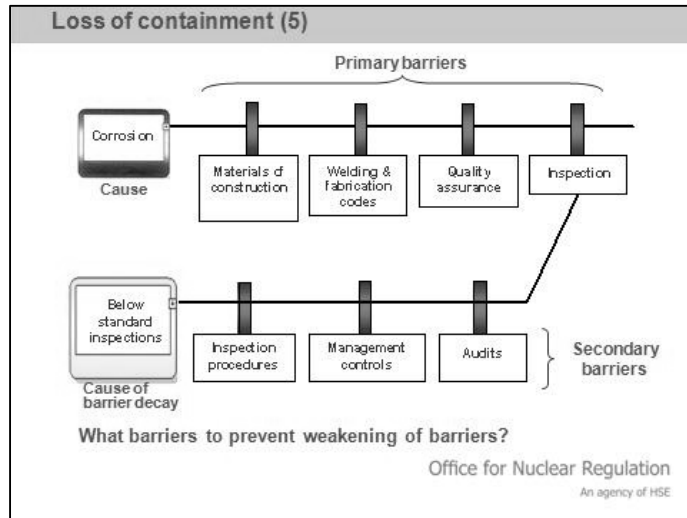 Loss of containment (5)
Primary barriers
Corrosion
Cause
Materials of
construction
Welding &
fabrication
codes
Quality
assurance
Inspection
Below
standard
inspections
Cause of
barrier decay
Inspection
procedures
Management
controls
Audits
Secondary
barriers
What barriers to prevent weakening of barriers?
Office for Nuclear Regulation
An agency of HSE